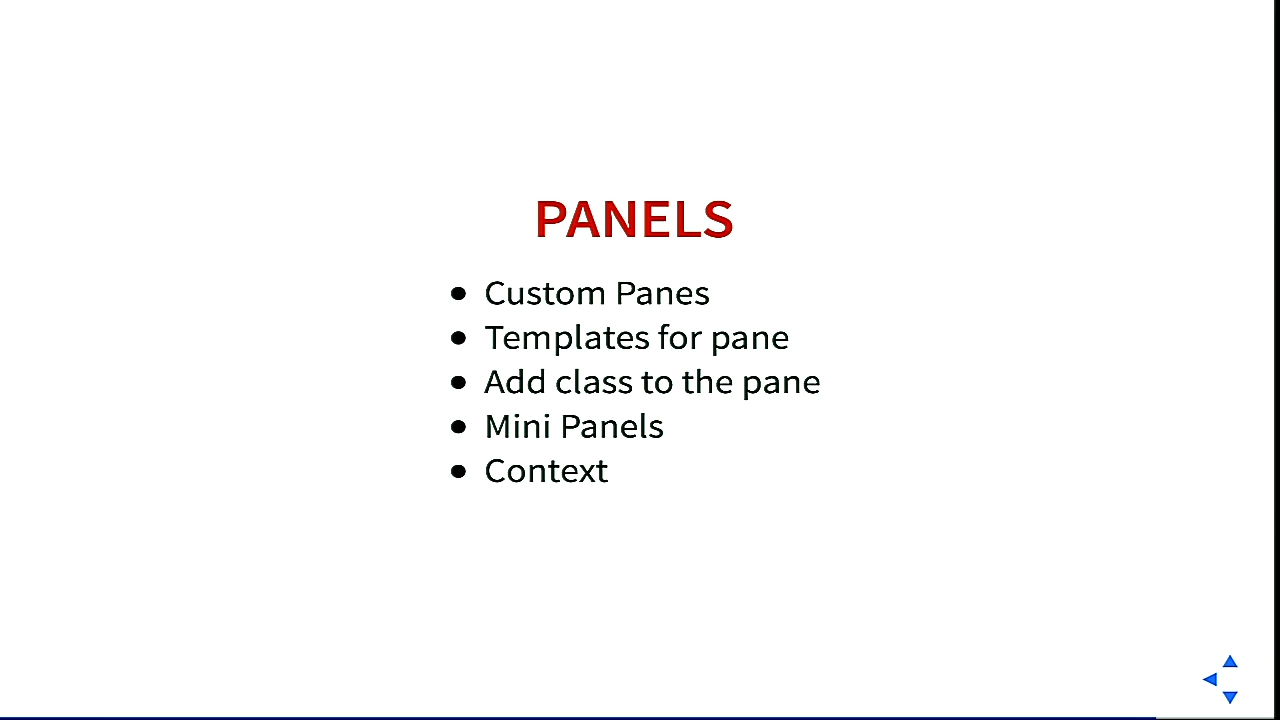 PANELS
Custom Panes
Templates for pane
Add class to the pane
Mini Panels
Context